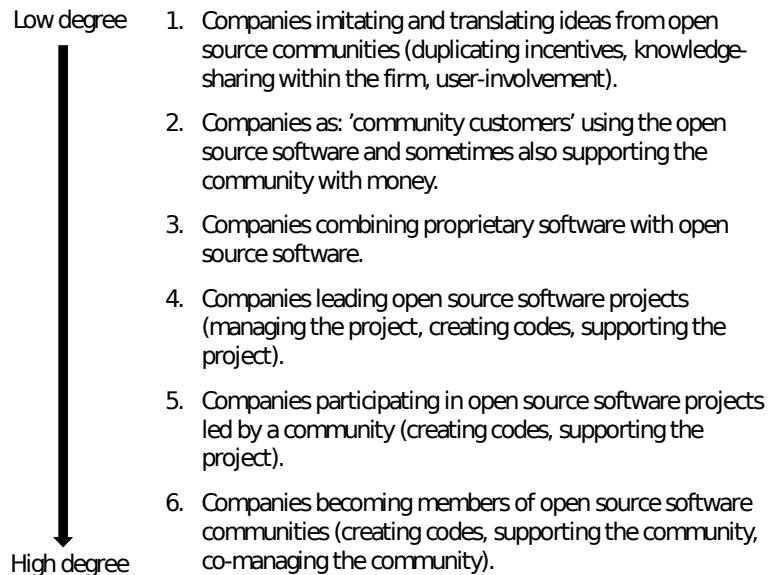 Low degree
1. Companies imitating and translating ideas from open
source communities (duplicating incentives, knowledge-
sharing within the firm, user-involvement).
2. Companies as: ’community customers’ using the open
source software and sometimes also supporting the
community with money.
3. Companies combining proprietary software with open
source software.
4. Companies leading open source software projects
(managing the project, creating codes, supporting the
project).
5. Companies participating in open source software projects
led by a community (creating codes, supporting the
project).
6. Companies becoming members of open source software
communities (creating codes, supporting the community,
co-managing the community).
High degree